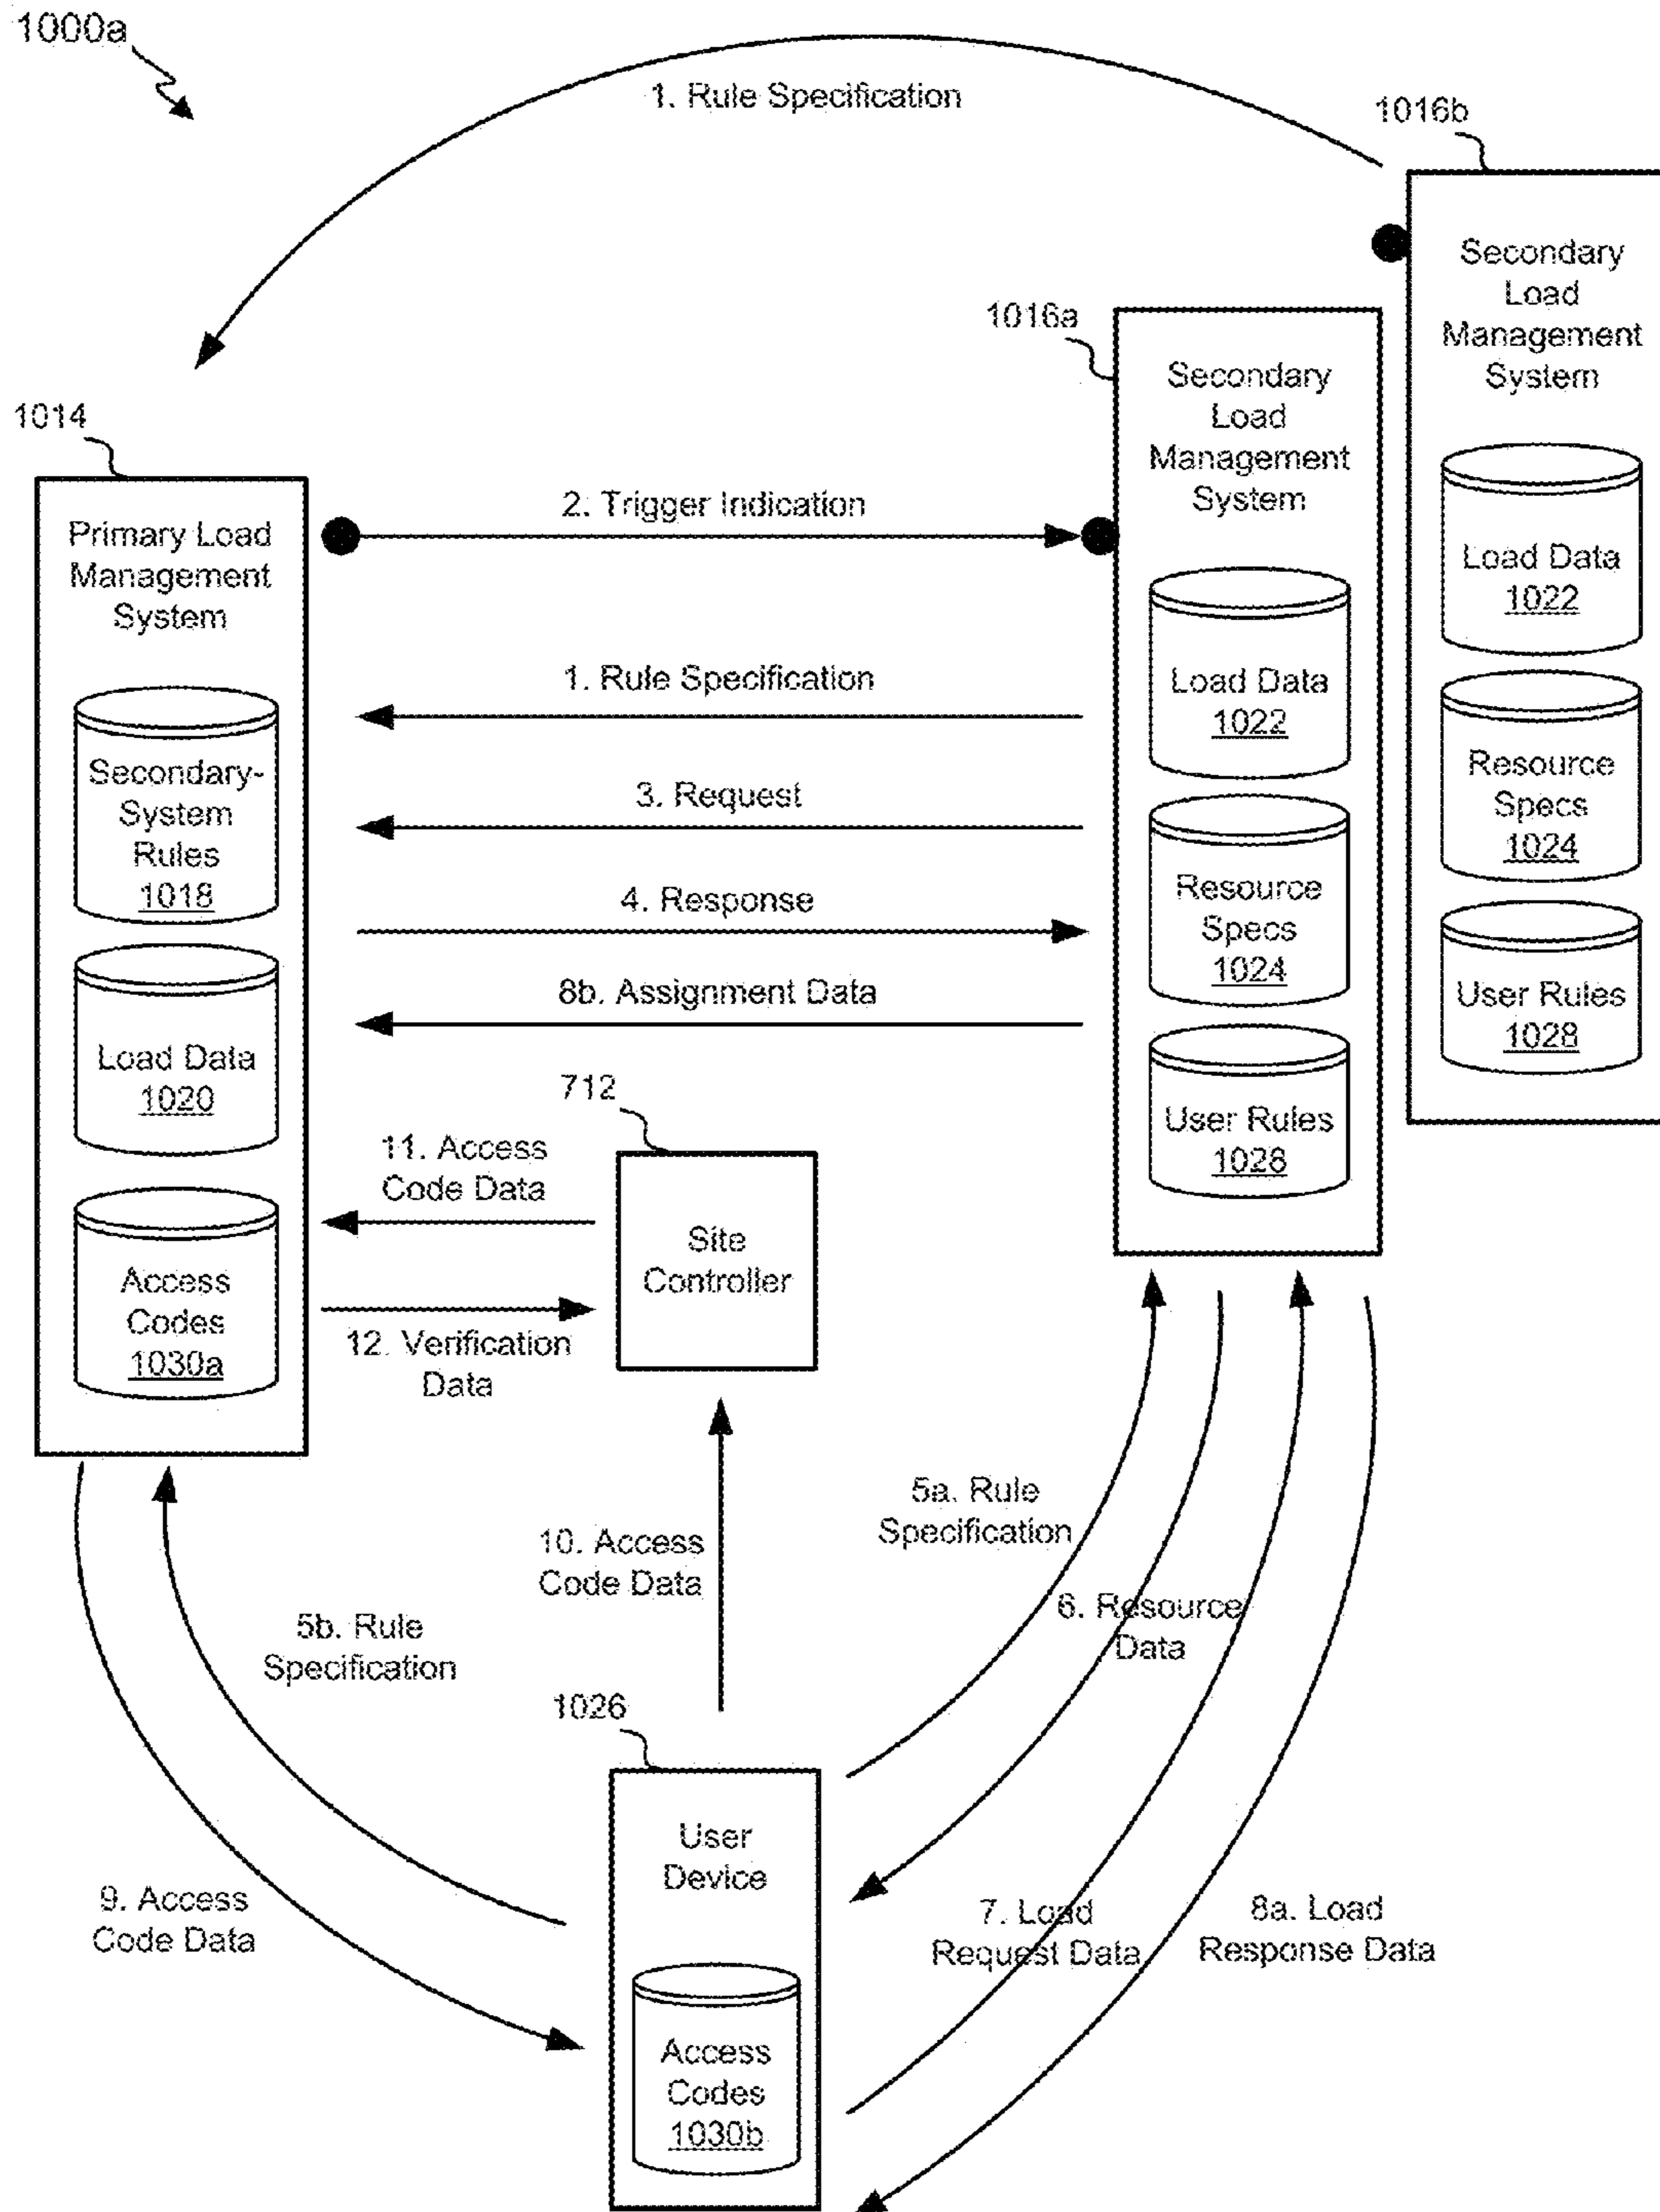 1000a
1. Rule Specification
1016b
Secondary
Load
Management
System
Load Data
1022
Resource
Specs
1024
User Rules
1028
1016a
Secondary
Load
Management
System
Load Data
1022
Resource
Specs
1024
User Rules
1028
1014
Primary Load
Management
System
Secondary-
System
Rules
1018
Load Data
1020
Access
Codes
1030a
2. Trigger Indication
1. Rule Specification
3. Request
4. Response
8b. Assignment Data
712
Site
Controller
11. Access
Code Data
12. Verification
Data
10. Access
Code Data
5a. Rule
Specification
6. Resource
Data
5b. Rule
Specification
1026
User
Device
Access
Codes
1030b
9. Access
Code Data
7. Load
Request Data
8a. Load
Response Data